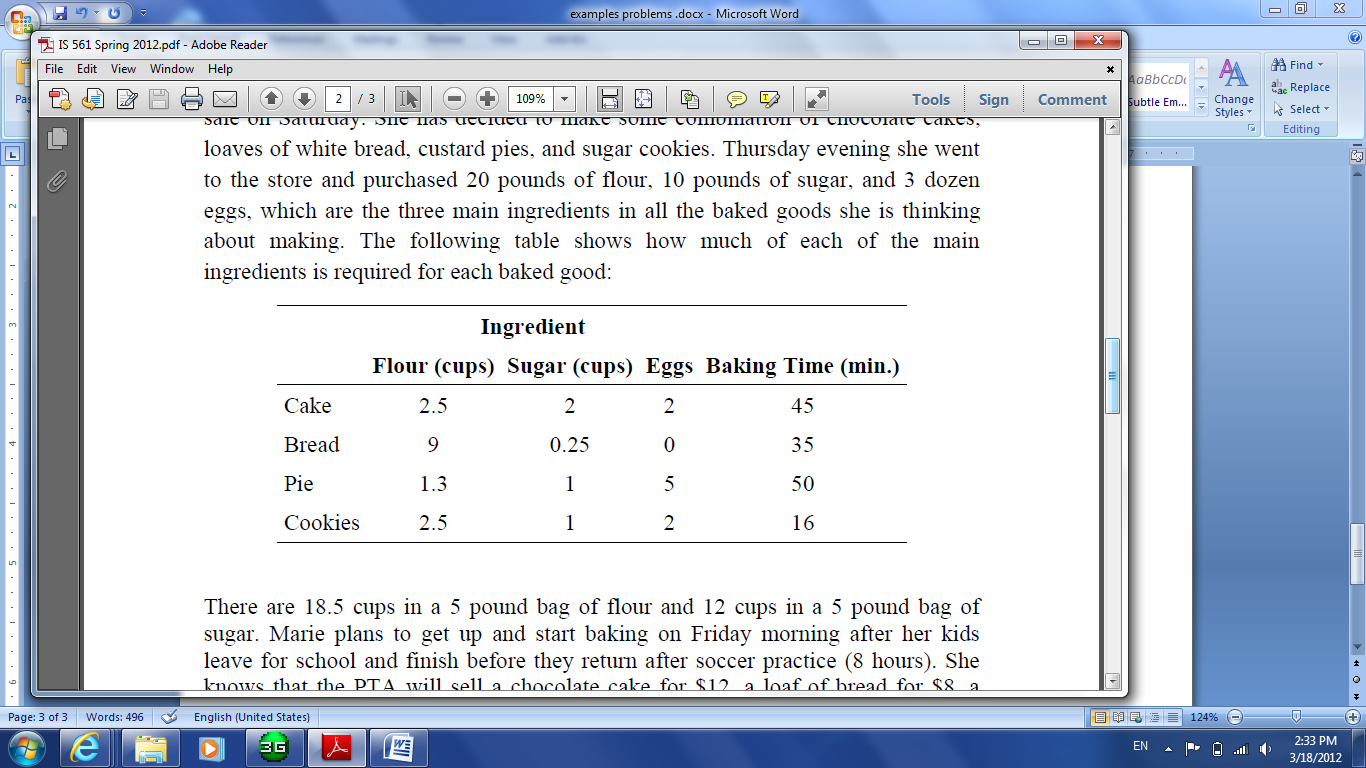 examples problems .docx - Microsoft Word
IS 561 Spring 2012.pdf - Adobe Reader
File Edit View Window Help
2 / 3 109% Tools Sign Comment
AaBbCcD
Subtle Em...
Change
Styles
Find
Replace
Select
Editing
sale on Saturday. She has decided to make some combination of chocolate cakes,
loaves of white bread, custard pies, and sugar cookies. Thursday evening she went
to the store and purchased 20 pounds of flour, 10 pounds of sugar, and 3 dozen
eggs, which are the three main ingredients in all the baked goods she is thinking
about making. The following table shows how much of each of the main
ingredients is required for each baked good:
Ingredient
Flour (cups) Sugar (cups) Eggs Baking Time (min.)
Cake 2.5 2 2 45
Bread 9 0.25 0 35
Pie 1.3 1 5 50
Cookies 2.5 1 2 16
There are 18.5 cups in a 5 pound bag of flour and 12 cups in a 5 pound bag of
sugar. Marie plans to get up and start baking on Friday morning after her kids
leave for school and finish before they return after soccer practice (8 hours). She
knows that the PTA will sell a chocolate cake for $12, a loaf of bread for $8, a
Page: 3 of 3 Words: 496 English (United States) 124%
EN 2:33 PM
3/18/2012